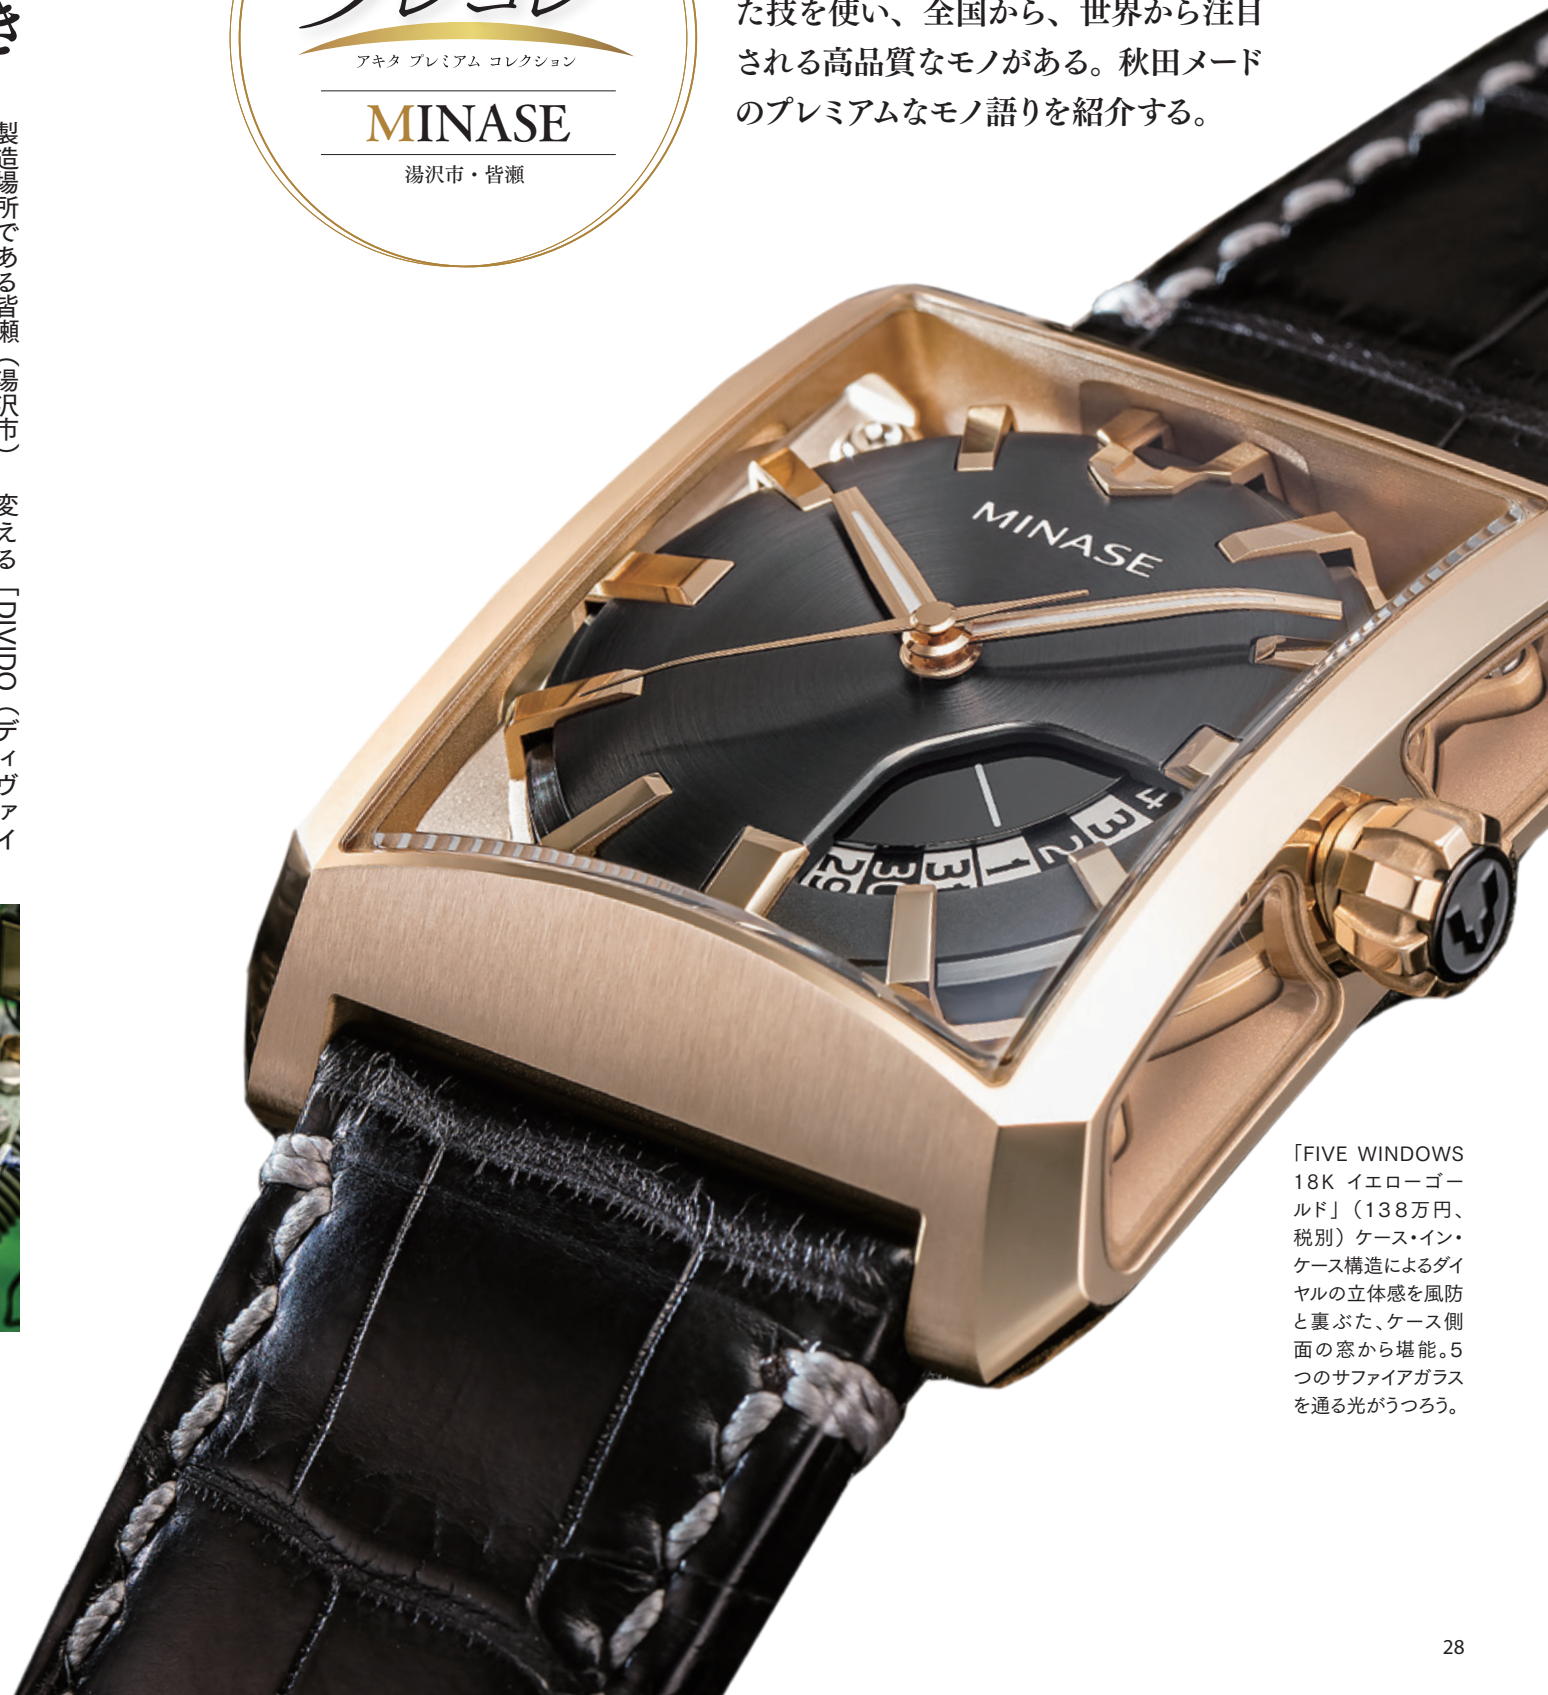 た技を使い、全国から、世界から注目
される高品質なモノがある。秋田メード
のプレミアムなモノ語りを紹介する。
プレコレ
アキタ プレミアム コレクション
MINASE
湯沢市・皆瀬
き
製造場所である皆瀬（湯沢市）
変える「DIVIDO（ディヴァイ
MINASE
29 30 31 1 2 3 4
「FIVE WINDOWS
18K イエローゴー
ルド」（138万円、
税別）ケース・イン・
ケース構造によるダイ
ヤルの立体感を風防
と裏ぶた、ケース側
面の窓から堪能。5
つのサファイアガラス
を通る光がうつろう。
28